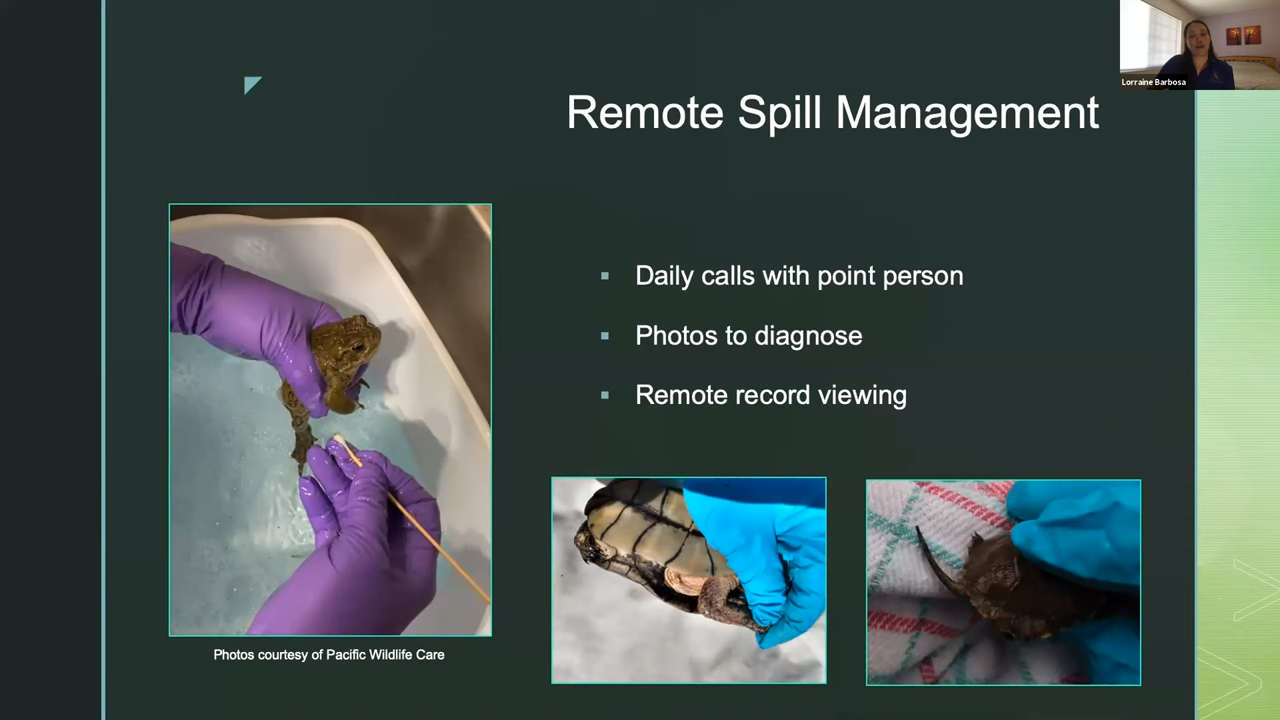 Lorraine Barbosa
Remote Spill Management
Daily calls with point person
Photos to diagnose
Remote record viewing
Photos courtesy of Pacific Wildlife Care